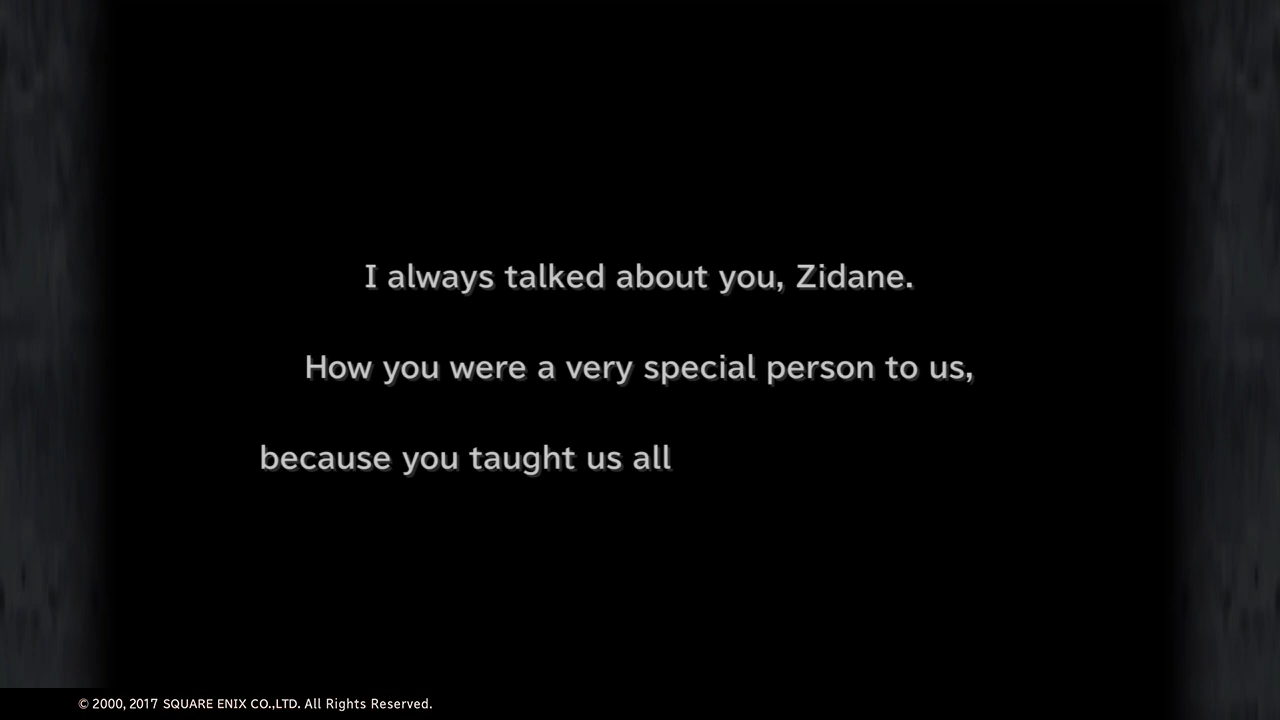 I always talked about you, Zidane.
How you were a very special person to us,
because you taught us all
© 2000, 2017 SQUARE ENIX CO.,LTD. All Rights Reserved.